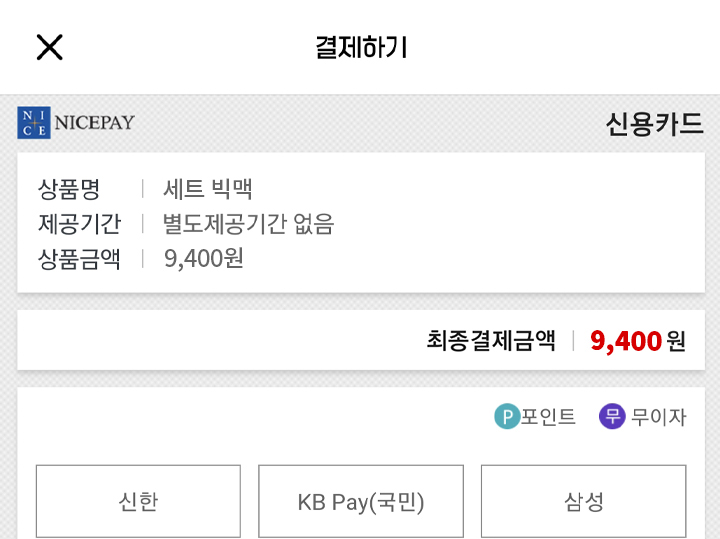 결제하기
NICE NICEPAY 신용카드
상품명 세트 빅맥
제공기간 별도제공기간 없음
상품금액 9,400원
최종결제금액 9,400 원
P 포인트 무 무이자
신한 KB Pay(국민) 삼성